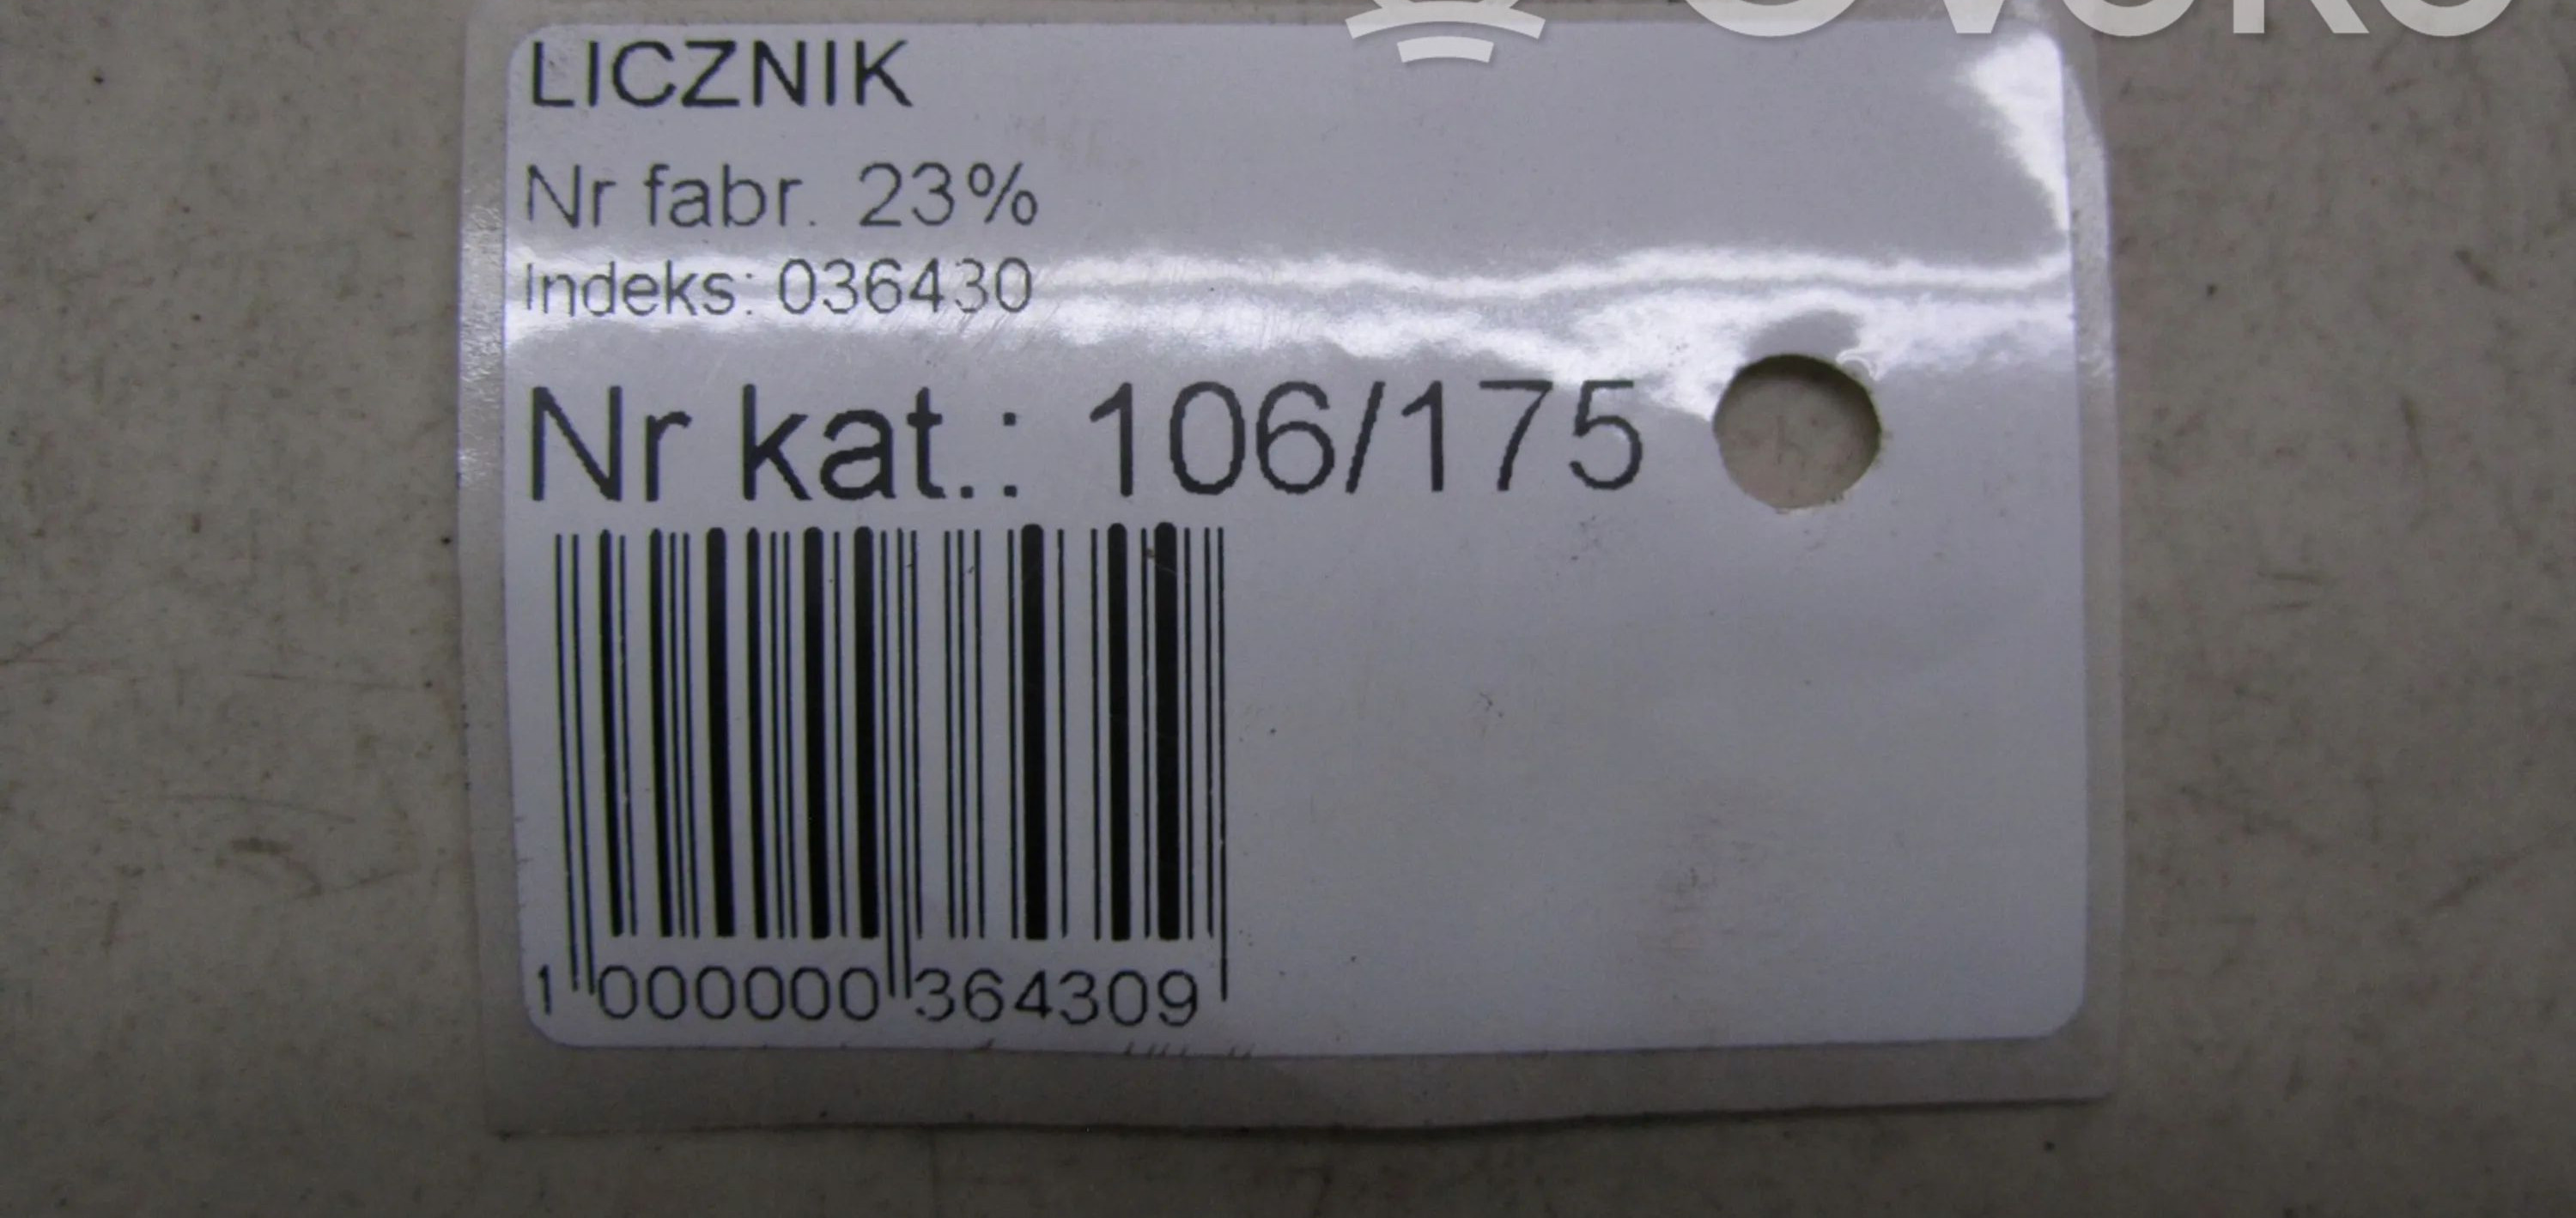 LICZNIK
Nr fabr. 23%
Indeks: 036430
Nr kat.: 106/175
1 000000 364309